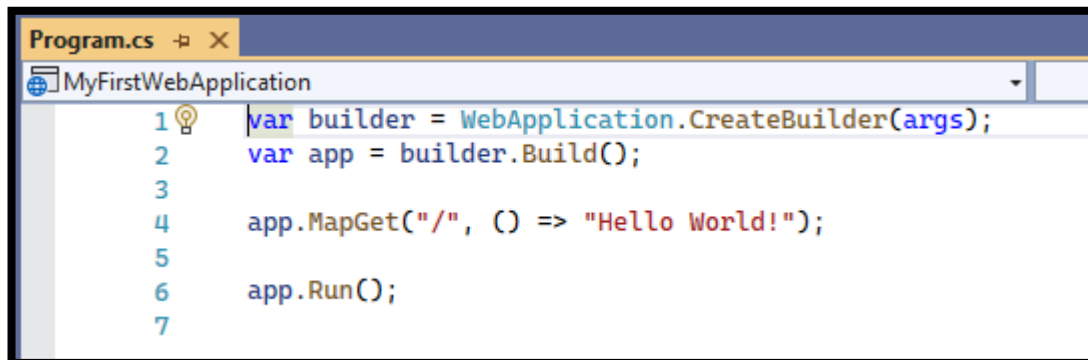 Program.cs
MyFirstWebApplication
1 var builder = WebApplication.CreateBuilder(args);
2 var app = builder.Build();
3
4 app.MapGet("/", () => "Hello World!");
5
6 app.Run();
7